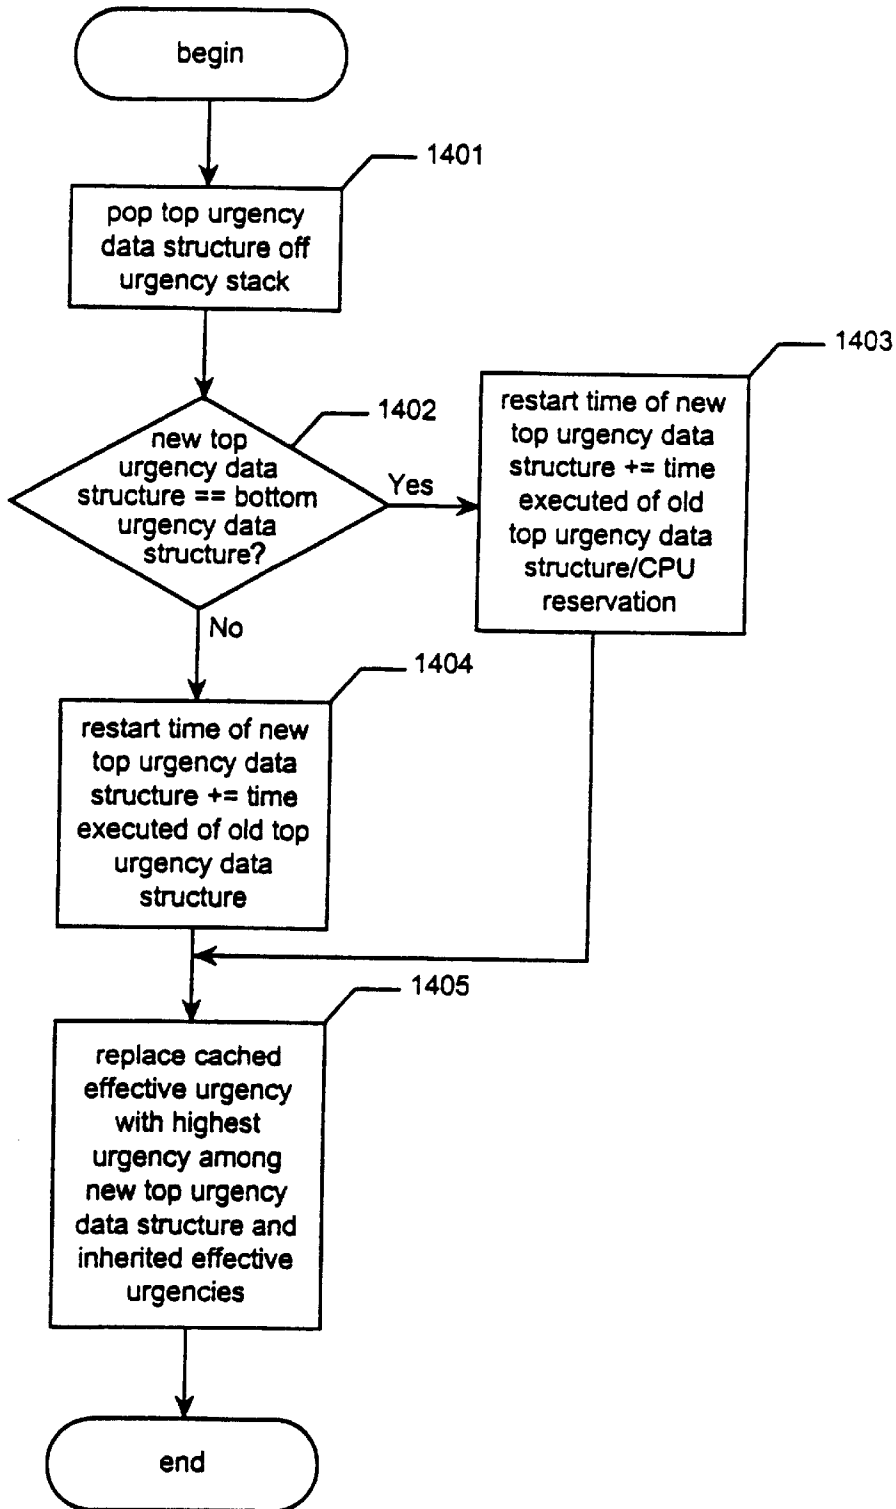 begin
1401
pop top urgency
data structure off
urgency stack
1402
new top
urgency data
structure == bottom
urgency data
structure?
Yes
1403
restart time of new
top urgency data
structure += time
executed of old
top urgency data
structure/CPU
reservation
No
1404
restart time of new
top urgency data
structure += time
executed of old top
urgency data
structure
1405
replace cached
effective urgency
with highest
urgency among
new top urgency
data structure and
inherited effective
urgencies
end